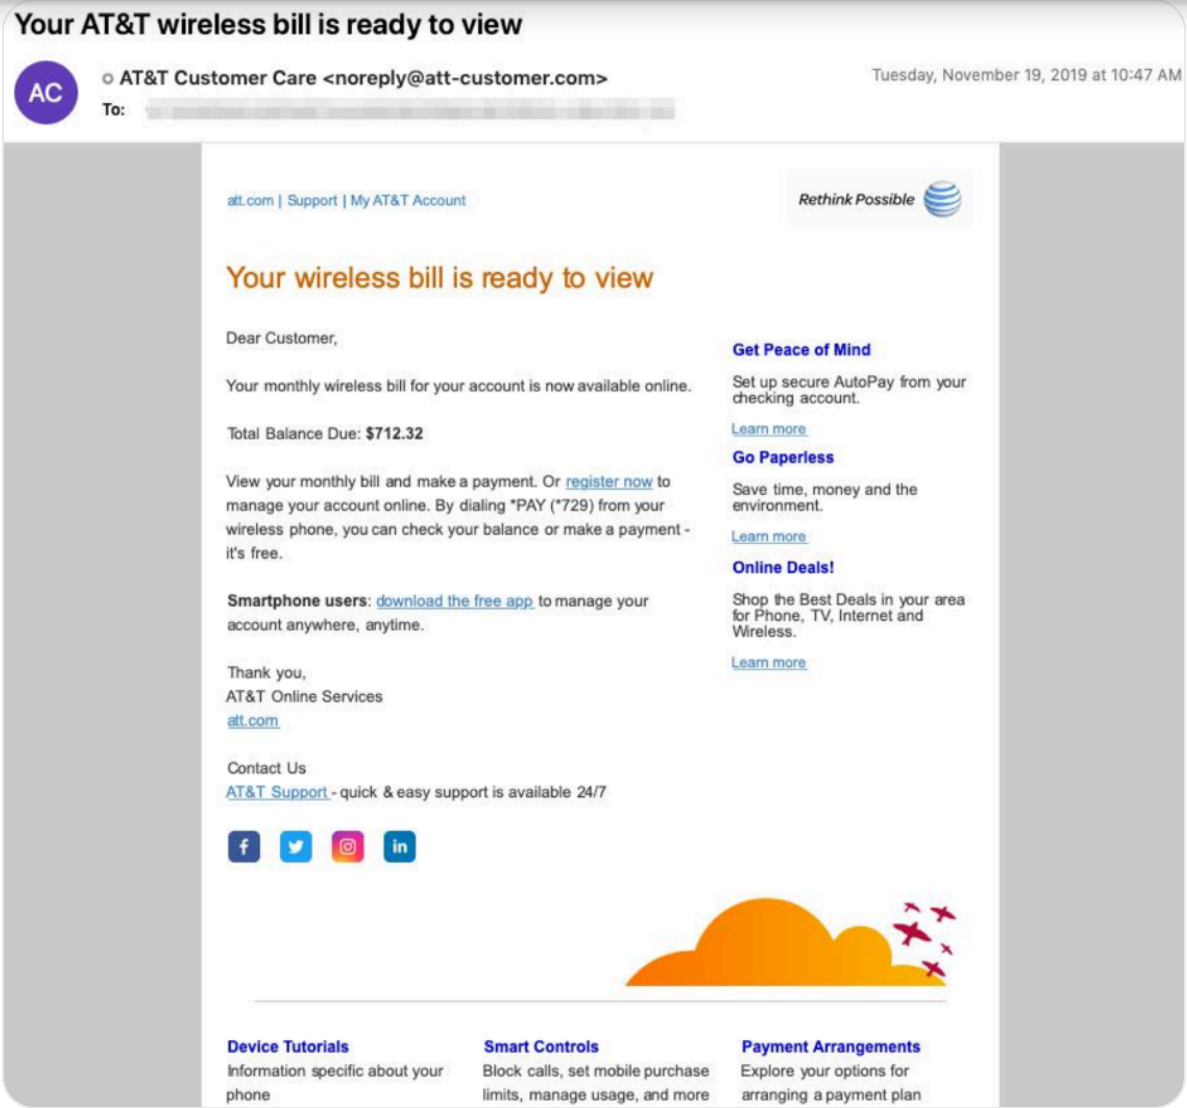 Your AT&T wireless bill is ready to view
AC
AT&T Customer Care <noreply@att-customer.com>
Tuesday, November 19, 2019 at 10:47 AM
To:
att.com | Support | My AT&T Account
Rethink Possible
Your wireless bill is ready to view
Dear Customer,
Your monthly wireless bill for your account is now available online.
Total Balance Due: $712.32
View your monthly bill and make a payment. Or register now to
manage your account online. By dialing *PAY (*729) from your
wireless phone, you can check your balance or make a payment -
it's free.
Smartphone users: download the free app to manage your
account anywhere, anytime.
Thank you,
AT&T Online Services
att.com
Contact Us
AT&T Support - quick & easy support is available 24/7
f
in
Get Peace of Mind
Set up secure AutoPay from your
checking account.
Learn more
Go Paperless
Save time, money and the
environment.
Learn more
Online Deals!
Shop the Best Deals in your area
for Phone, TV, Internet and
Wireless.
Learn more
Device Tutorials
Information specific about your
phone
Smart Controls
Block calls, set mobile purchase
limits, manage usage, and more
Payment Arrangements
Explore your options for
arranging a payment plan